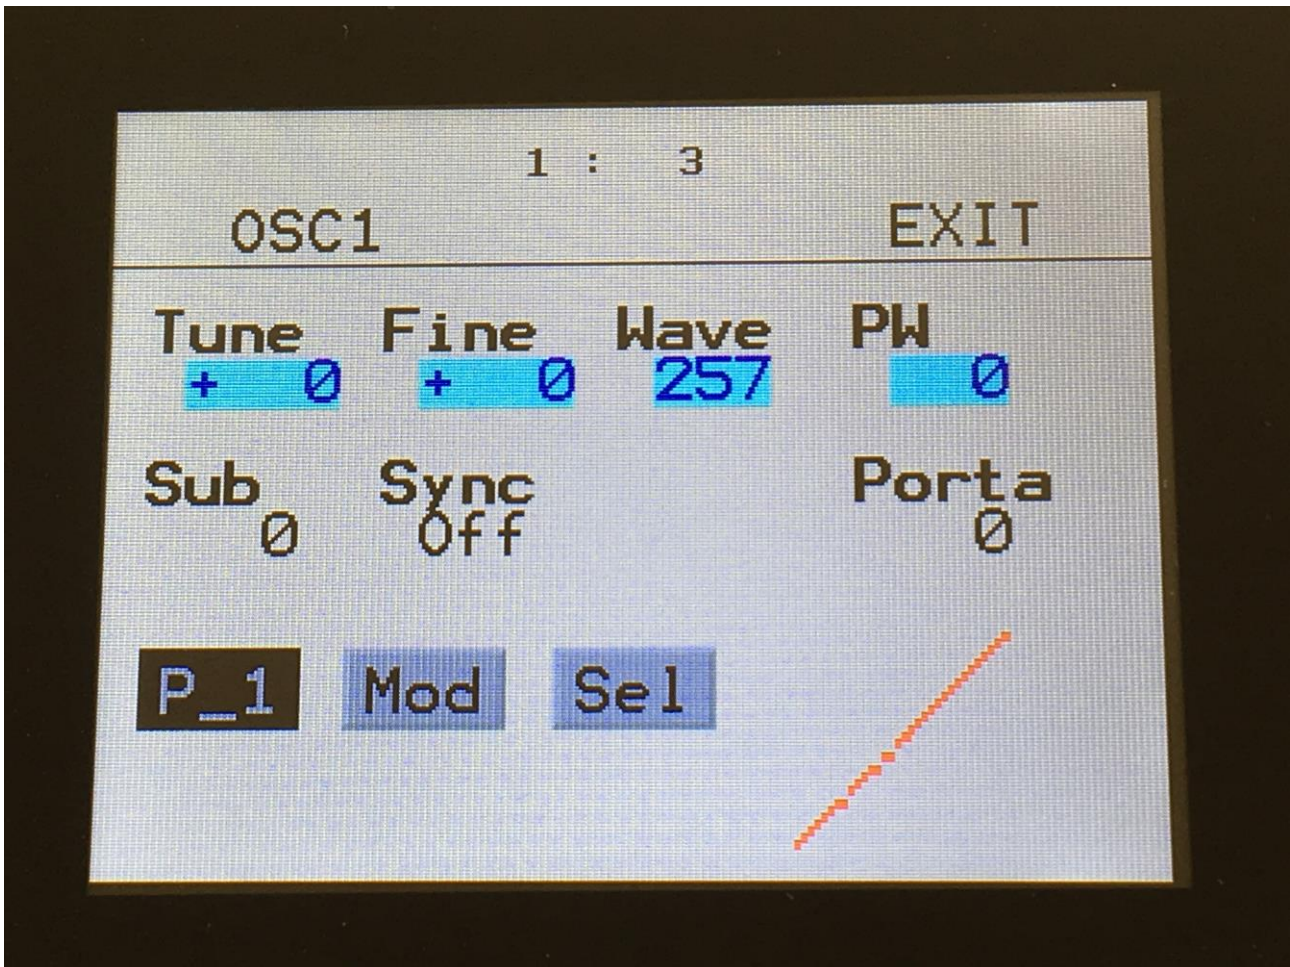 1 : 3
OSC1 EXIT
Tune Fine Wave PW
+ 0 + 0 257 0
Sub Sync Porta
0 Off 0
P_1 Mod Sel